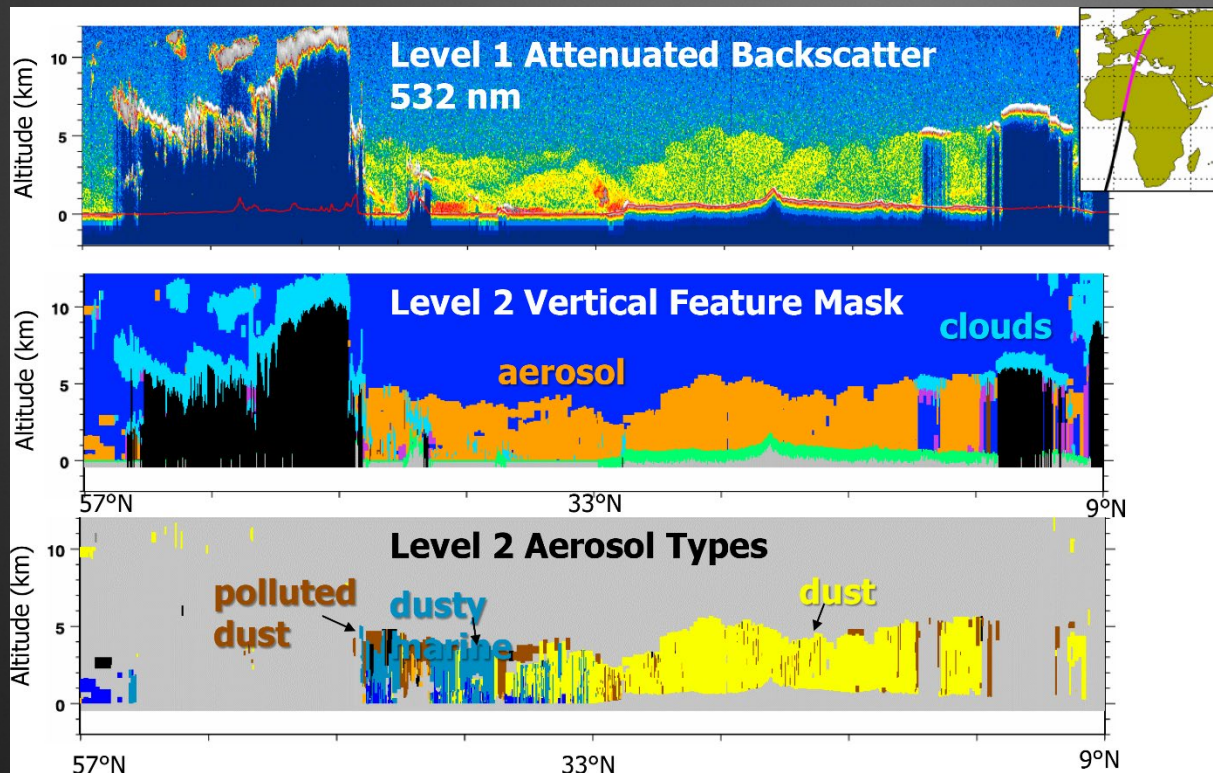 Level 1 Attenuated Backscatter
532 nm
Altitude (km)
10
5
0
Level 2 Vertical Feature Mask
clouds
aerosol
Altitude (km)
10
5
0
57°N
33°N
9°N
Level 2 Aerosol Types
polluted
dust
dusty
marine
dust
Altitude (km)
10
5
0
57°N
33°N
9°N